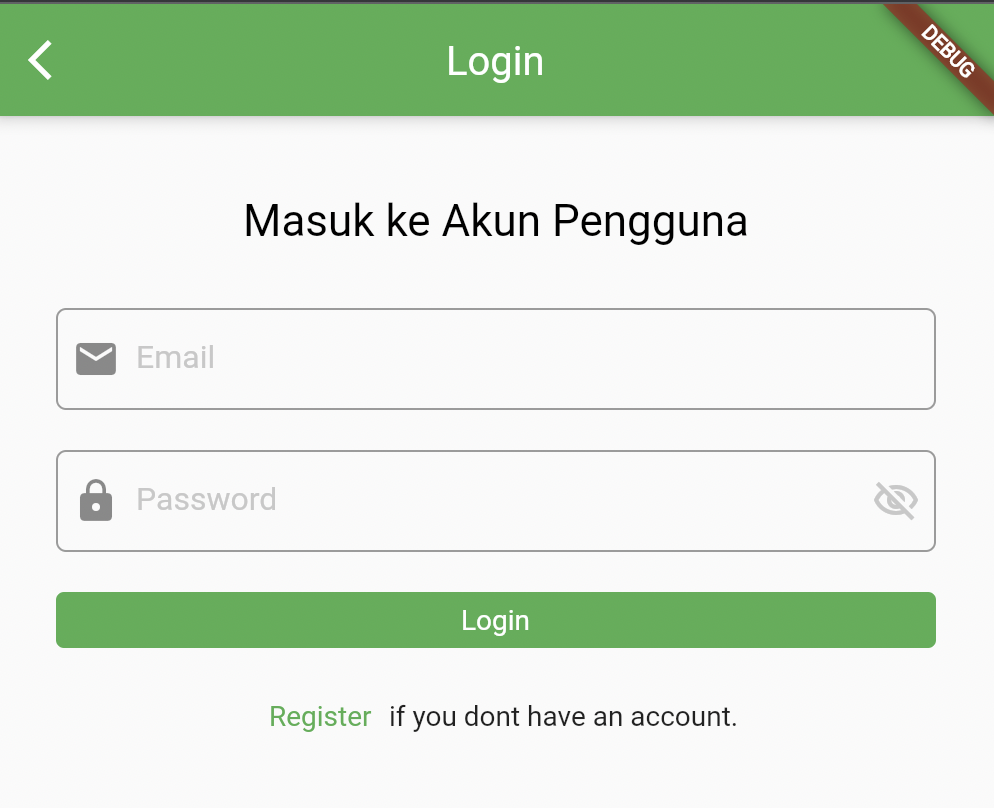 Login
DEBUG
Masuk ke Akun Pengguna
Email
Password
Login
Register if you dont have an account.